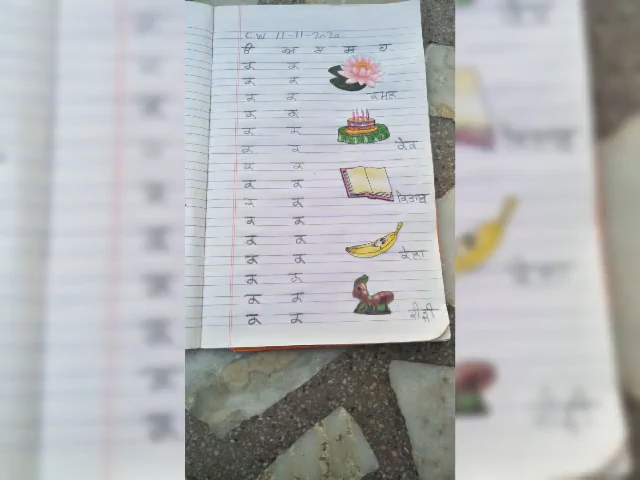 CW 11-11-2020
ੳ ਅ ੲ ਸ ਹ
ਕ ਕ
ਕ ਕ
ਕ ਕ ਕਮਲ
ਕ ਕ
ਕ ਕ
ਕ ਕ ਕੇਕ
ਕ ਕ
ਕ ਕ
ਕ ਕ ਕਿਤਾਬ
ਕ ਕ
ਕ ਕ
ਕ ਕ ਕੇਲਾ
ਕ ਕ
ਕ ਕ
ਕ ਕ ਕੀੜੀ